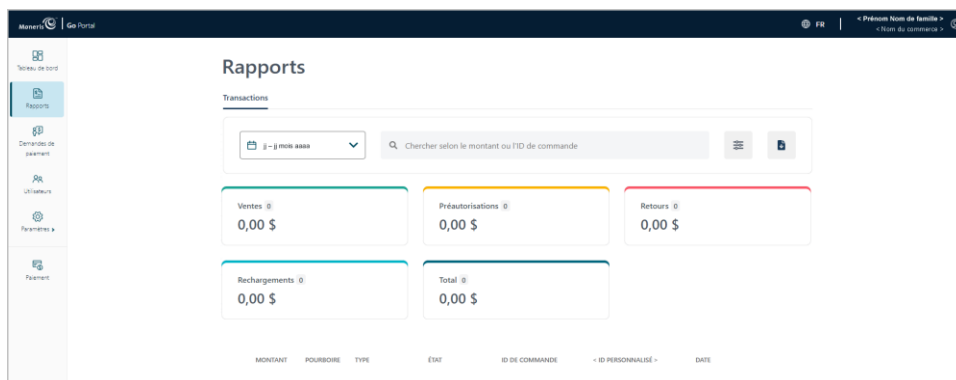 Moneris Go Portal
FR
< Prénom Nom de famille >
< Nom du commerce >
Tableau de bord
Rapports
Demandes de
paiement
Utilisateurs
Paramètres
Paiement
Rapports
Transactions
jj – jj mois aaaa
Chercher selon le montant ou l'ID de commande
Ventes 0
0,00 $
Préautorisations 0
0,00 $
Retours 0
0,00 $
Rechargements 0
0,00 $
Total 0
0,00 $
MONTANT POURBOIRE TYPE ÉTAT ID DE COMMANDE < ID PERSONNALISÉ > DATE